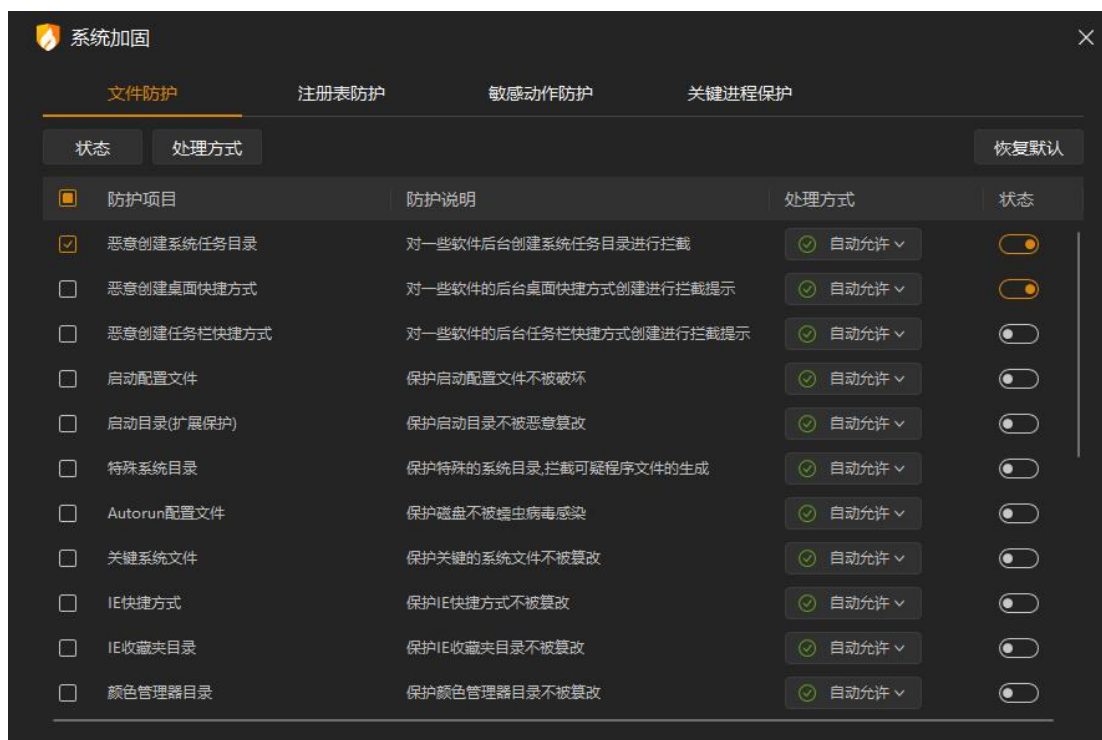 系统加固
文件防护 注册表防护 敏感动作防护 关键进程保护
状态 处理方式 恢复默认
防护项目 防护说明 处理方式 状态
恶意创建系统任务目录 对一些软件后台创建系统任务目录进行拦截 自动允许
恶意创建桌面快捷方式 对一些软件的后台桌面快捷方式创建进行拦截提示 自动允许
恶意创建任务栏快捷方式 对一些软件的后台任务栏快捷方式创建进行拦截提示 自动允许
启动配置文件 保护启动配置文件不被破坏 自动允许
启动目录(扩展保护) 保护启动目录不被恶意篡改 自动允许
特殊系统目录 保护特殊的系统目录,拦截可疑程序文件的生成 自动允许
Autorun配置文件 保护磁盘不被蠕虫病毒感染 自动允许
关键系统文件 保护关键的系统文件不被篡改 自动允许
IE快捷方式 保护IE快捷方式不被篡改 自动允许
IE收藏夹目录 保护IE收藏夹目录不被篡改 自动允许
颜色管理器目录 保护颜色管理器目录不被篡改 自动允许